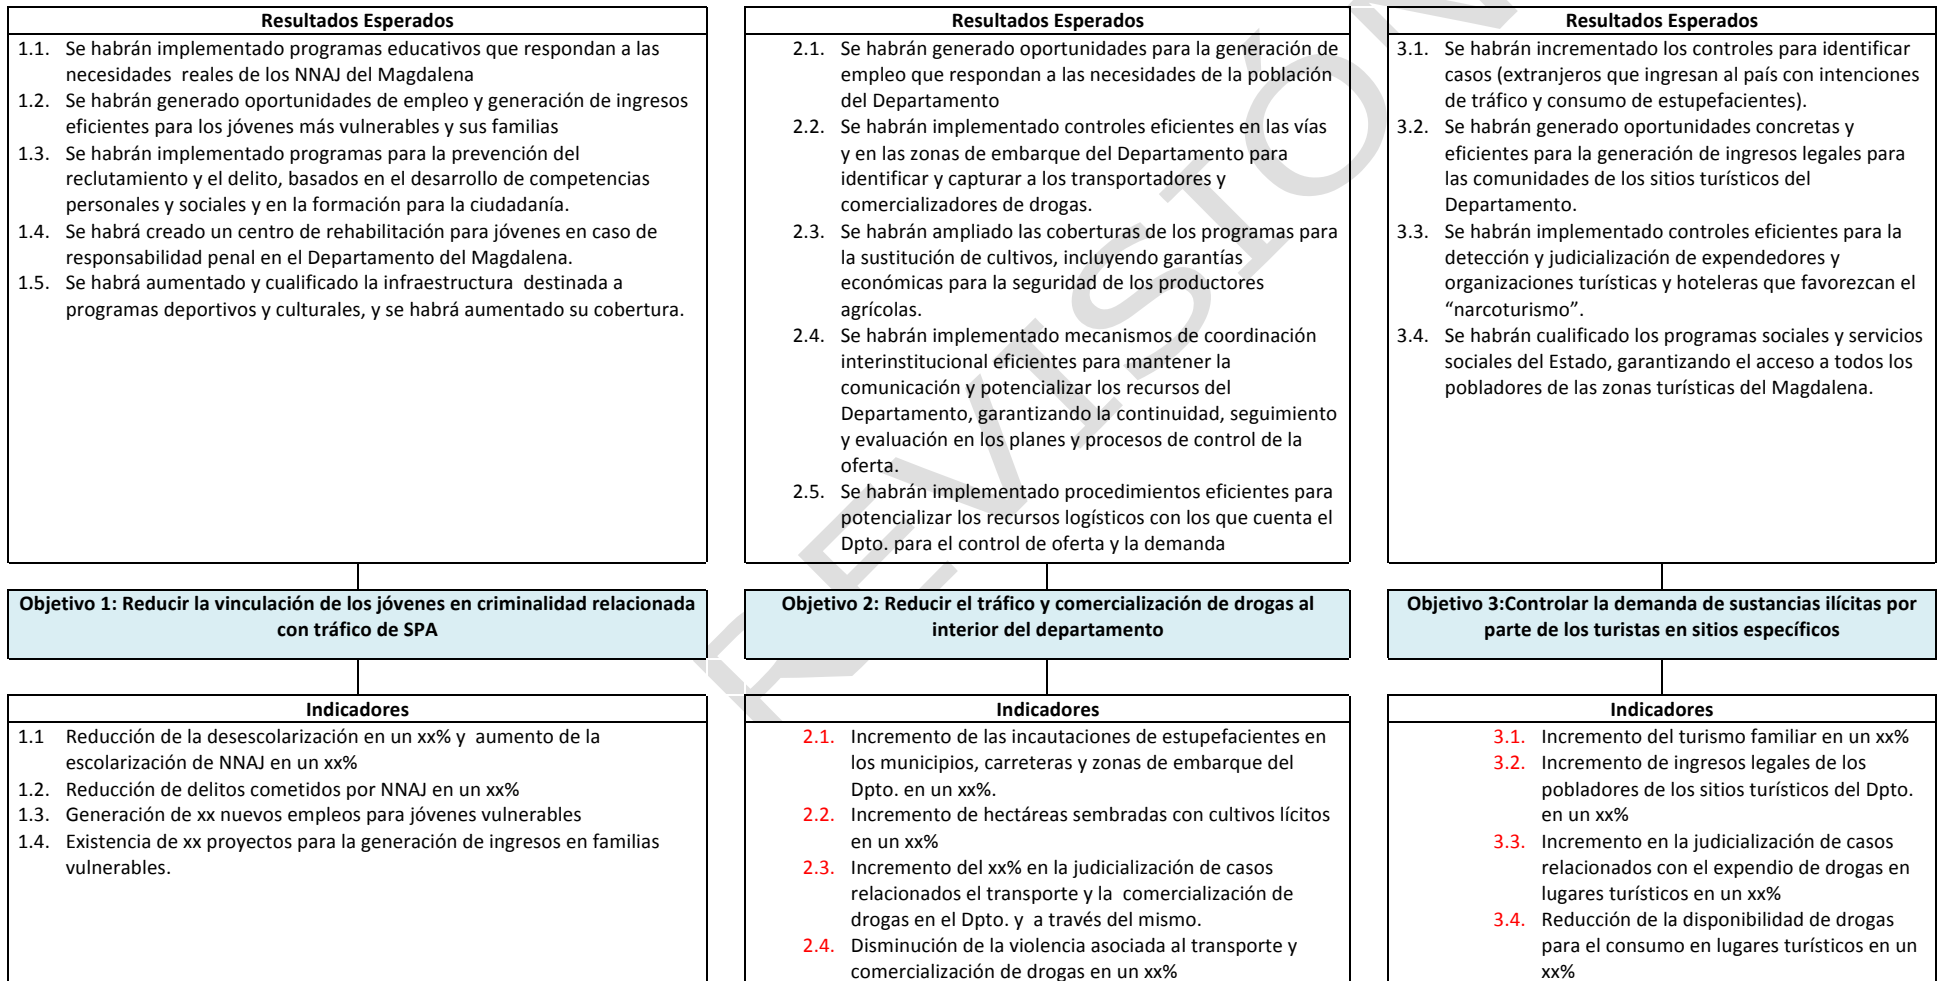 Resultados Esperados
1.1. Se habrán implementado programas educativos que respondan a las
necesidades reales de los NNAJ del Magdalena
1.2. Se habrán generado oportunidades de empleo y generación de ingresos
eficientes para los jóvenes más vulnerables y sus familias
1.3. Se habrán implementado programas para la prevención del
reclutamiento y el delito, basados en el desarrollo de competencias
personales y sociales y en la formación para la ciudadanía.
1.4. Se habrá creado un centro de rehabilitación para jóvenes en caso de
responsabilidad penal en el Departamento del Magdalena.
1.5. Se habrá aumentado y cualificado la infraestructura destinada a
programas deportivos y culturales, y se habrá aumentado su cobertura.
Objetivo 1: Reducir la vinculación de los jóvenes en criminalidad relacionada
con tráfico de SPA
Indicadores
1.1 Reducción de la desescolarización en un xx% y aumento de la
escolarización de NNAJ en un xx%
1.2. Reducción de delitos cometidos por NNAJ en un xx%
1.3. Generación de xx nuevos empleos para jóvenes vulnerables
1.4. Existencia de xx proyectos para la generación de ingresos en familias
vulnerables.
Resultados Esperados
2.1. Se habrán generado oportunidades para la generación de
empleo que respondan a las necesidades de la población
del Departamento
2.2. Se habrán implementado controles eficientes en las vías
y en las zonas de embarque del Departamento para
identificar y capturar a los transportadores y
comercializadores de drogas.
2.3. Se habrán ampliado las coberturas de los programas para
la sustitución de cultivos, incluyendo garantías
económicas para la seguridad de los productores
agrícolas.
2.4. Se habrán implementado mecanismos de coordinación
interinstitucional eficientes para mantener la
comunicación y potencializar los recursos del
Departamento, garantizando la continuidad, seguimiento
y evaluación en los planes y procesos de control de la
oferta.
2.5. Se habrán implementado procedimientos eficientes para
potencializar los recursos logísticos con los que cuenta el
Dpto. para el control de oferta y la demanda
Objetivo 2: Reducir el tráfico y comercialización de drogas al
interior del departamento
Indicadores
2.1. Incremento de las incautaciones de estupefacientes en
los municipios, carreteras y zonas de embarque del
Dpto. en un xx%.
2.2. Incremento de hectáreas sembradas con cultivos lícitos
en un xx%
2.3. Incremento del xx% en la judicialización de casos
relacionados el transporte y la comercialización de
drogas en el Dpto. y a través del mismo.
2.4. Disminución de la violencia asociada al transporte y
comercialización de drogas en un xx%
Resultados Esperados
3.1. Se habrán incrementado los controles para identificar
casos (extranjeros que ingresan al país con intenciones
de tráfico y consumo de estupefacientes).
3.2. Se habrán generado oportunidades concretas y
eficientes para la generación de ingresos legales para
las comunidades de los sitios turísticos del
Departamento.
3.3. Se habrán implementado controles eficientes para la
detección y judicialización de expendedores y
organizaciones turísticas y hoteleras que favorezcan el
“narcoturismo”.
3.4. Se habrán cualificado los programas sociales y servicios
sociales del Estado, garantizando el acceso a todos los
pobladores de las zonas turísticas del Magdalena.
Objetivo 3:Controlar la demanda de sustancias ilícitas por
parte de los turistas en sitios específicos
Indicadores
3.1. Incremento del turismo familiar en un xx%
3.2. Incremento de ingresos legales de los
pobladores de los sitios turísticos del Dpto.
en un xx%
3.3. Incremento en la judicialización de casos
relacionados con el expendio de drogas en
lugares turísticos en un xx%
3.4. Reducción de la disponibilidad de drogas
para el consumo en lugares turísticos en un
xx%
REVISIÓN